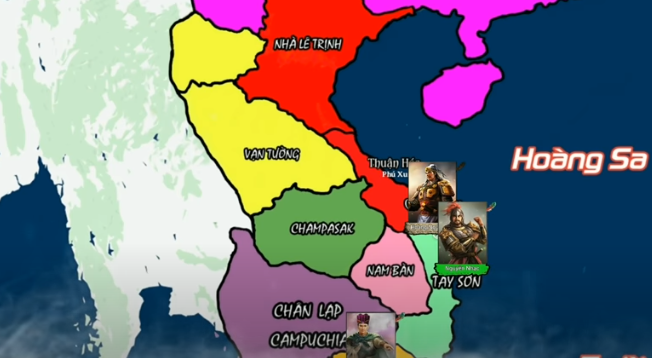 NHÀ LÊ TRỊNH
VẠN TƯỢNG
Thuận
Phú Xu
Hoàng Sa
CHAMPASAK
NAM BÀN
Nguyễn Nhạc
TÂY SƠN
CHÂN LẠP
CAMPUCHIA